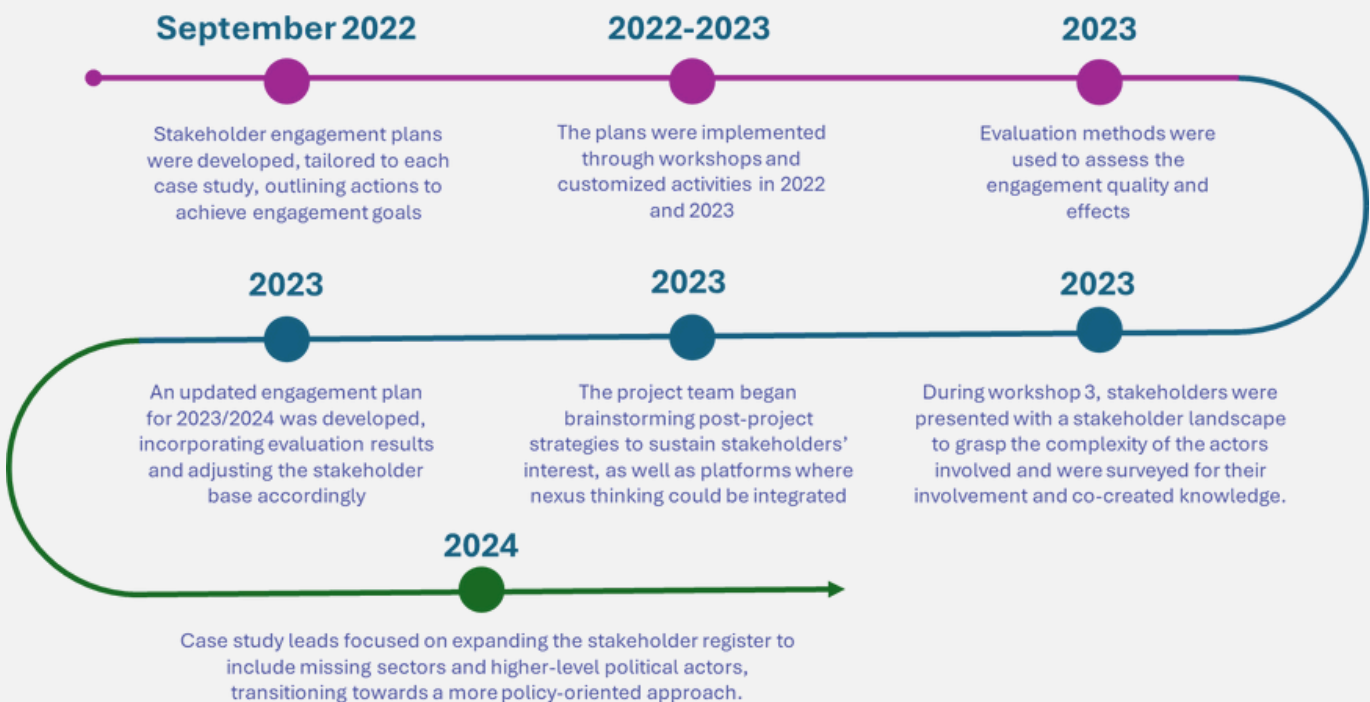 September 2022
Stakeholder engagement plans
were developed, tailored to each
case study, outlining actions to
achieve engagement goals
2022-2023
The plans were implemented
through workshops and
customized activities in 2022
and 2023
2023
Evaluation methods were
used to assess the
engagement quality and
effects
2023
During workshop 3, stakeholders were
presented with a stakeholder landscape
to grasp the complexity of the actors
involved and were surveyed for their
involvement and co-created knowledge.
2023
The project team began
brainstorming post-project
strategies to sustain stakeholders’
interest, as well as platforms where
nexus thinking could be integrated
2023
An updated engagement plan
for 2023/2024 was developed,
incorporating evaluation results
and adjusting the stakeholder
base accordingly
2024
Case study leads focused on expanding the stakeholder register to
include missing sectors and higher-level political actors,
transitioning towards a more policy-oriented approach.